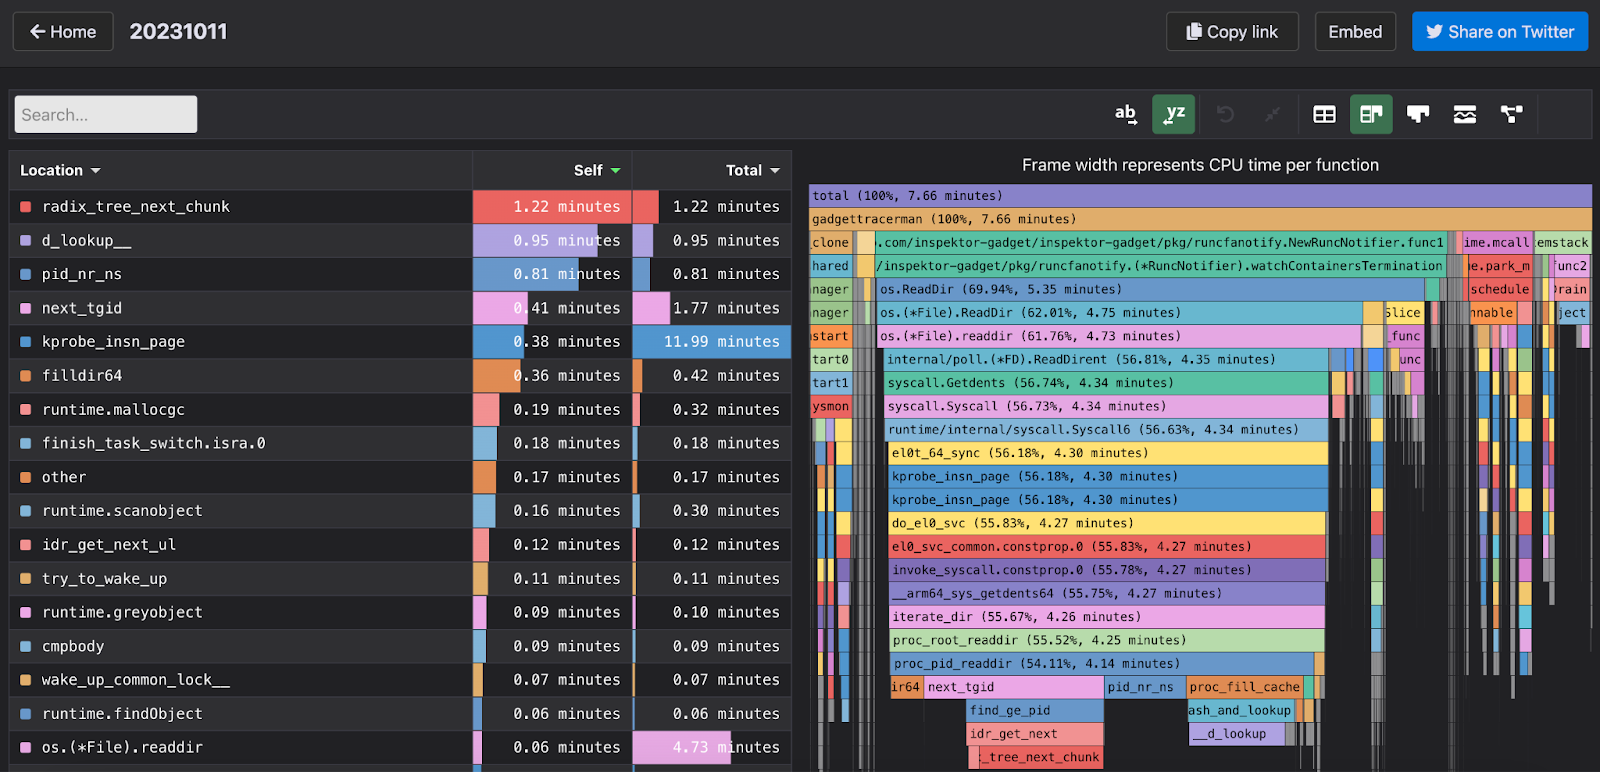 Home
20231011
Copy link
Embed
Share on Twitter
Search...
ab
yz
Location Self Total
radix_tree_next_chunk 1.22 minutes 1.22 minutes
d_lookup__ 0.95 minutes 0.95 minutes
pid_nr_ns 0.81 minutes 0.81 minutes
next_tgid 0.41 minutes 1.77 minutes
kprobe_insn_page 0.38 minutes 11.99 minutes
filldir64 0.36 minutes 0.42 minutes
runtime.mallocgc 0.19 minutes 0.32 minutes
finish_task_switch.isra.0 0.18 minutes 0.18 minutes
other 0.17 minutes 0.17 minutes
runtime.scanobject 0.16 minutes 0.30 minutes
idr_get_next_ul 0.12 minutes 0.12 minutes
try_to_wake_up 0.11 minutes 0.11 minutes
runtime.greyobject 0.09 minutes 0.10 minutes
cmpbody 0.09 minutes 0.09 minutes
wake_up_common_lock__ 0.07 minutes 0.07 minutes
runtime.findObject 0.06 minutes 0.06 minutes
os.(*File).readdir 0.06 minutes 4.73 minutes
Frame width represents CPU time per function
total (100%, 7.66 minutes)
gadgettracerman (100%, 7.66 minutes)
_clone .com/inspektor-gadget/inspektor-gadget/pkg/runcfanotify.NewRuncNotifier.func1 ime.mcall temstack
hared /inspektor-gadget/pkg/runcfanotify.(*RuncNotifier).watchContainersTermination e.park_m func2
nager os.ReadDir (69.94%, 5.35 minutes) schedule rain
nager os.(*File).ReadDir (62.01%, 4.75 minutes) Slice nnable ject
start os.(*File).readdir (61.76%, 4.73 minutes) _func
tart0 internal/poll.(*FD).ReadDirent (56.81%, 4.35 minutes) unc
tart1 syscall.Getdents (56.74%, 4.34 minutes)
ysmon syscall.Syscall (56.73%, 4.34 minutes)
runtime/internal/syscall.Syscall6 (56.63%, 4.34 minutes)
el0t_64_sync (56.18%, 4.30 minutes)
kprobe_insn_page (56.18%, 4.30 minutes)
kprobe_insn_page (56.18%, 4.30 minutes)
do_el0_svc (55.83%, 4.27 minutes)
el0_svc_common.constprop.0 (55.83%, 4.27 minutes)
invoke_syscall.constprop.0 (55.78%, 4.27 minutes)
__arm64_sys_getdents64 (55.75%, 4.27 minutes)
iterate_dir (55.67%, 4.26 minutes)
proc_root_readdir (55.52%, 4.25 minutes)
proc_pid_readdir (54.11%, 4.14 minutes)
ir64 next_tgid pid_nr_ns proc_fill_cache
find_ge_pid ash_and_lookup
idr_get_next __d_lookup
_tree_next_chunk